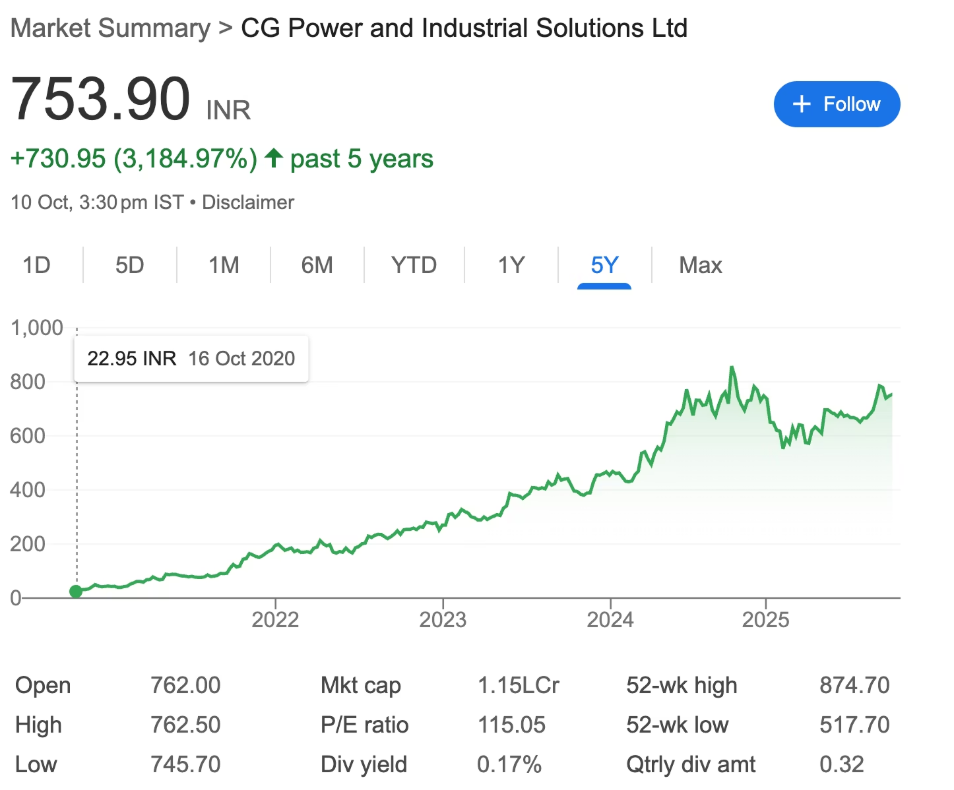 Market Summary > CG Power and Industrial Solutions Ltd
753.90 INR
+ Follow
+730.95 (3,184.97%) ↑ past 5 years
10 Oct, 3:30 pm IST • Disclaimer
1D 5D 1M 6M YTD 1Y 5Y Max
1,000
22.95 INR 16 Oct 2020
800
600
400
200
0
2022 2023 2024 2025
Open 762.00 Mkt cap 1.15LCr 52-wk high 874.70
High 762.50 P/E ratio 115.05 52-wk low 517.70
Low 745.70 Div yield 0.17% Qtrly div amt 0.32